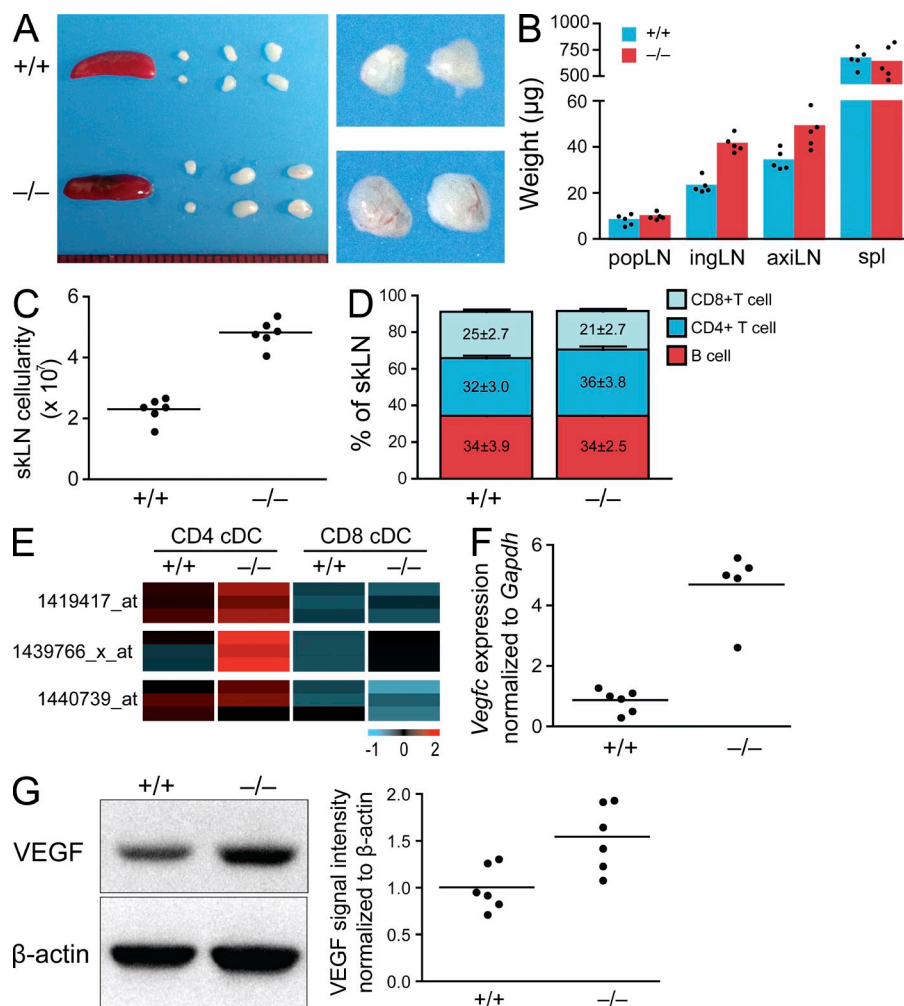 A
+/+
–/–
B
Weight (µg)
1000
750
500
60
40
20
0
+/+
–/–
popLN
ingLN
axiLN
spl
C
skLN cellularity
(x 10⁷)
6
4
2
0
+/+
–/–
D
% of skLN
100
80
60
40
20
0
25±2.7
21±2.7
32±3.0
36±3.8
34±3.9
34±2.5
+/+
–/–
CD8+T cell
CD4+ T cell
B cell
E
CD4 cDC
CD8 cDC
+/+
–/–
+/+
–/–
1419417_at
1439766_x_at
1440739_at
-1
0
2
F
Vegfc expression
normalized to Gapdh
6
4
2
0
+/+
–/–
G
+/+
–/–
VEGF
β-actin
VEGF signal intensity
normalized to β-actin
2.0
1.5
1.0
0.5
0.0
+/+
–/–